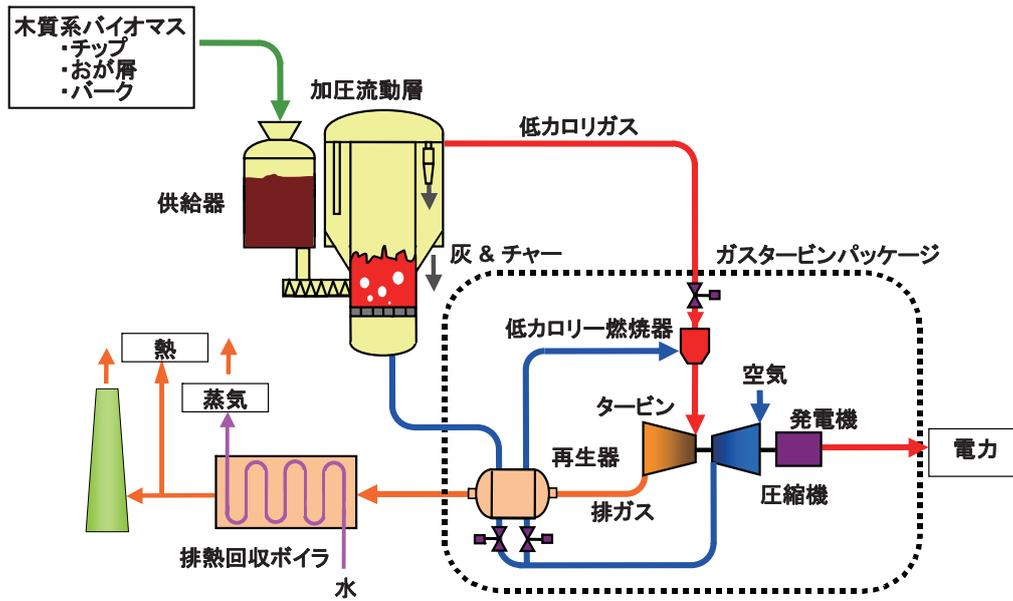 木質系バイオマス
・チップ
・おが屑
・バーク
加圧流動層
低カロリガス
供給器
灰 & チャー
ガスタービンパッケージ
低カロリー燃焼器
熱
空気
蒸気
タービン
発電機
再生器
電力
圧縮機
排ガス
排熱回収ボイラ
水